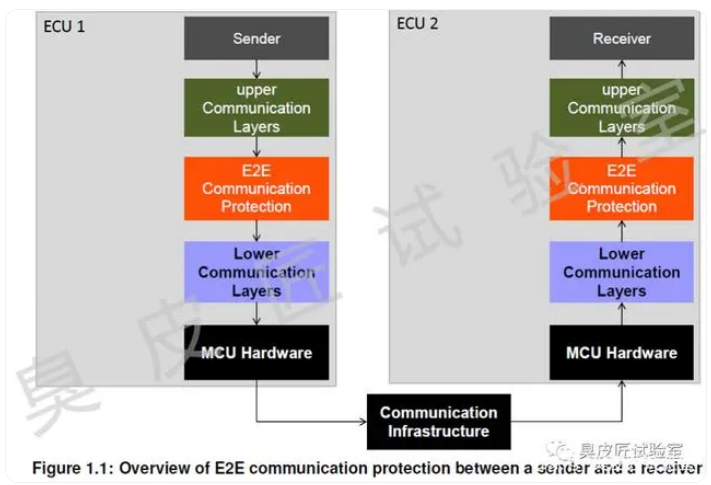 ECU 1
Sender
upper
Communication
Layers
E2E
Communication
Protection
Lower
Communication
Layers
MCU Hardware
ECU 2
Receiver
upper
Communication
Layers
E2E
Communication
Protection
Lower
Communication
Layers
MCU Hardware
Communication
Infrastructure
臭皮匠试验室
臭皮匠试验室
Figure 1.1: Overview of E2E communication protection between a sender and a receiver